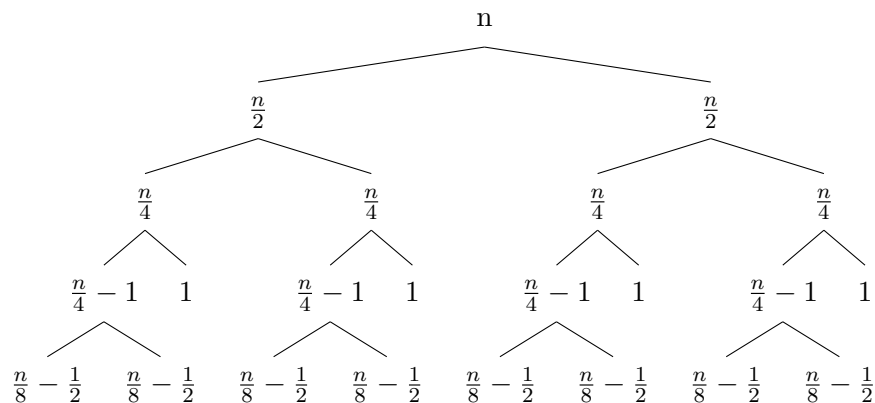 n
n/2 n/2
n/4 n/4 n/4 n/4
n/4 − 1 1 n/4 − 1 1 n/4 − 1 1 n/4 − 1 1
n/8 − 1/2 n/8 − 1/2 n/8 − 1/2 n/8 − 1/2 n/8 − 1/2 n/8 − 1/2 n/8 − 1/2 n/8 − 1/2